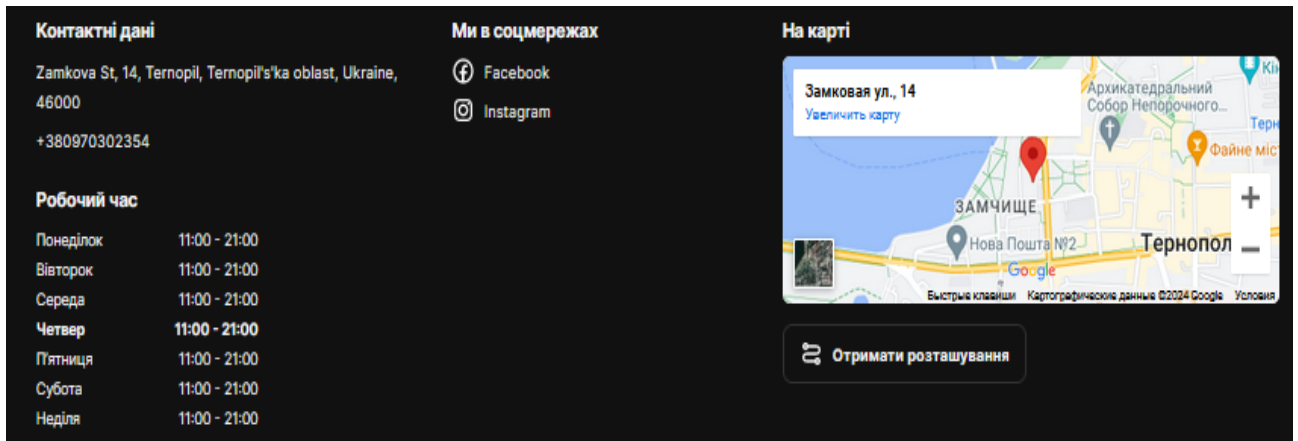 Контактні дані
Zamkova St, 14, Ternopil, Ternopil's'ka oblast, Ukraine,
46000
+380970302354
Робочий час
Понеділок 11:00 - 21:00
Вівторок 11:00 - 21:00
Середа 11:00 - 21:00
Четвер 11:00 - 21:00
П'ятниця 11:00 - 21:00
Субота 11:00 - 21:00
Неділя 11:00 - 21:00
Ми в соцмережах
Facebook
Instagram
На карті
Замковая ул., 14
Увеличить карту
Архикатедральний
Собор Непорочного...
Кін
Терн
Файне міст
ЗАМЧИЩЕ
Нова Пошта №2
Тернопол
Google
Быстрые клавиши Картографические данные ©2024 Google Условия
Отримати розташування